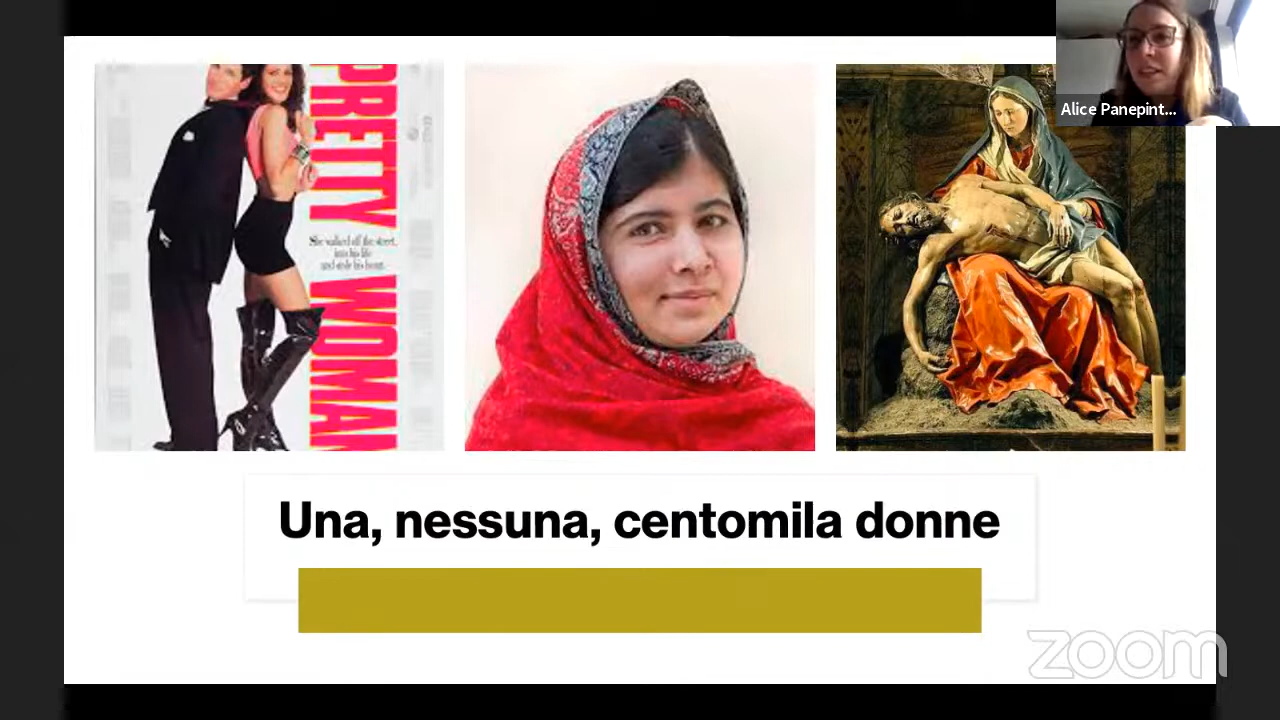 PRETTY WOMAN
She walked off the street,
into his life
and stole his heart.
Alice Panepint...
Una, nessuna, centomila donne
zoom